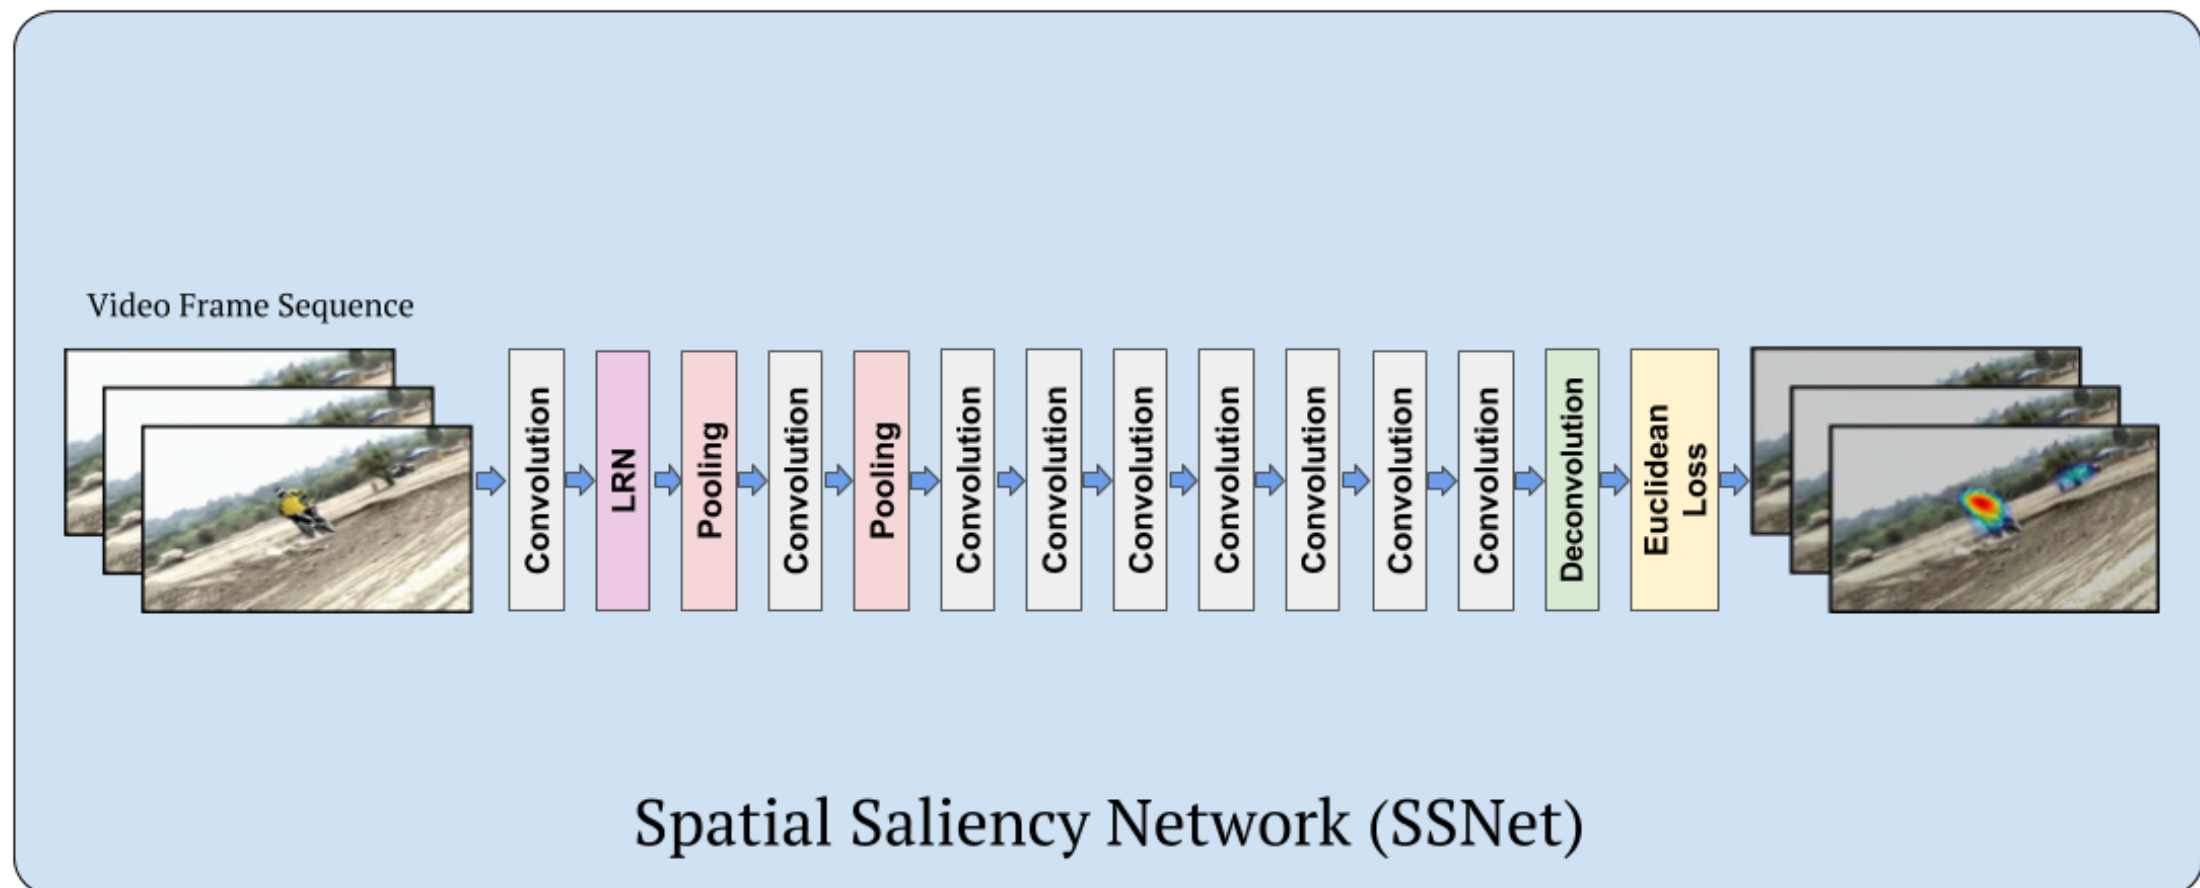 Video Frame Sequence
Convolution
LRN
Pooling
Convolution
Pooling
Convolution
Convolution
Convolution
Convolution
Convolution
Convolution
Convolution
Deconvolution
Euclidean
Loss
Spatial Saliency Network (SSNet)